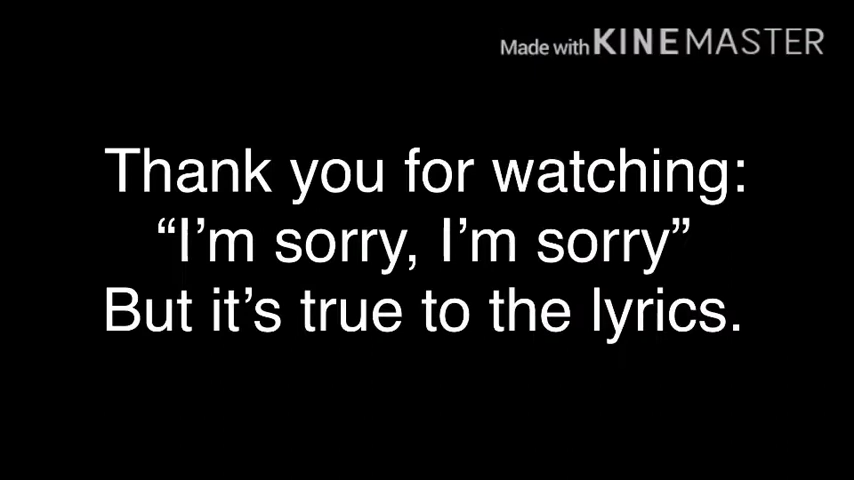 Made with KINEMASTER
Thank you for watching:
“I’m sorry, I’m sorry”
But it’s true to the lyrics.